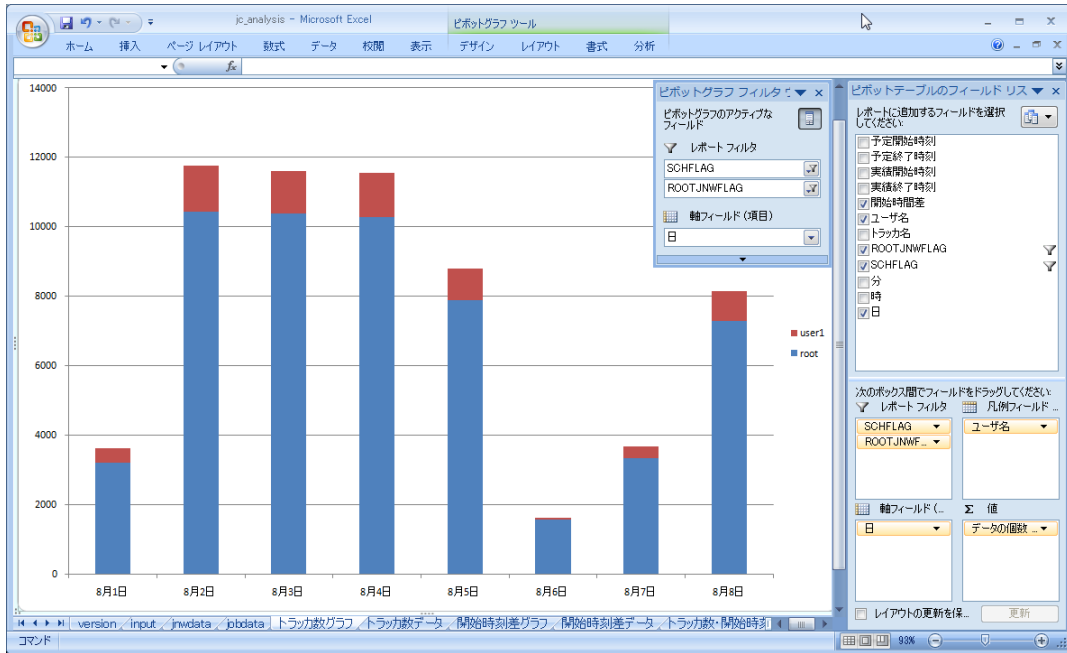 jc_analysis - Microsoft Excel
ピボットグラフ ツール
ホーム 挿入 ページ レイアウト 数式 データ 校閲 表示 デザイン レイアウト 書式 分析
fx
14000
12000
10000
8000
6000
4000
2000
0
8月1日 8月2日 8月3日 8月4日 8月5日 8月6日 8月7日 8月8日
user1
root
ピボットグラフ フィルタ
ピボットグラフのアクティブな
フィールド
レポート フィルタ
SCHFLAG
ROOTJNWFLAG
軸フィールド (項目)
日
ピボットテーブルのフィールド リス
レポートに追加するフィールドを選択
してください:
予定開始時刻
予定終了時刻
実績開始時刻
実績終了時刻
開始時間差
ユーザ名
トラッカ名
ROOTJNWFLAG
SCHFLAG
分
時
日
次のボックス間でフィールドをドラッグしてください:
レポート フィルタ 凡例フィールド ...
SCHFLAG ユーザ名
ROOTJNWF...
軸フィールド (... Σ 値
日 データの個数 ...
レイアウトの更新を保... 更新
version input jnwdata jobdata トラッカ数グラフ トラッカ数データ 開始時刻差グラフ 開始時刻差データ トラッカ数・開始時刻
コマンド 93%